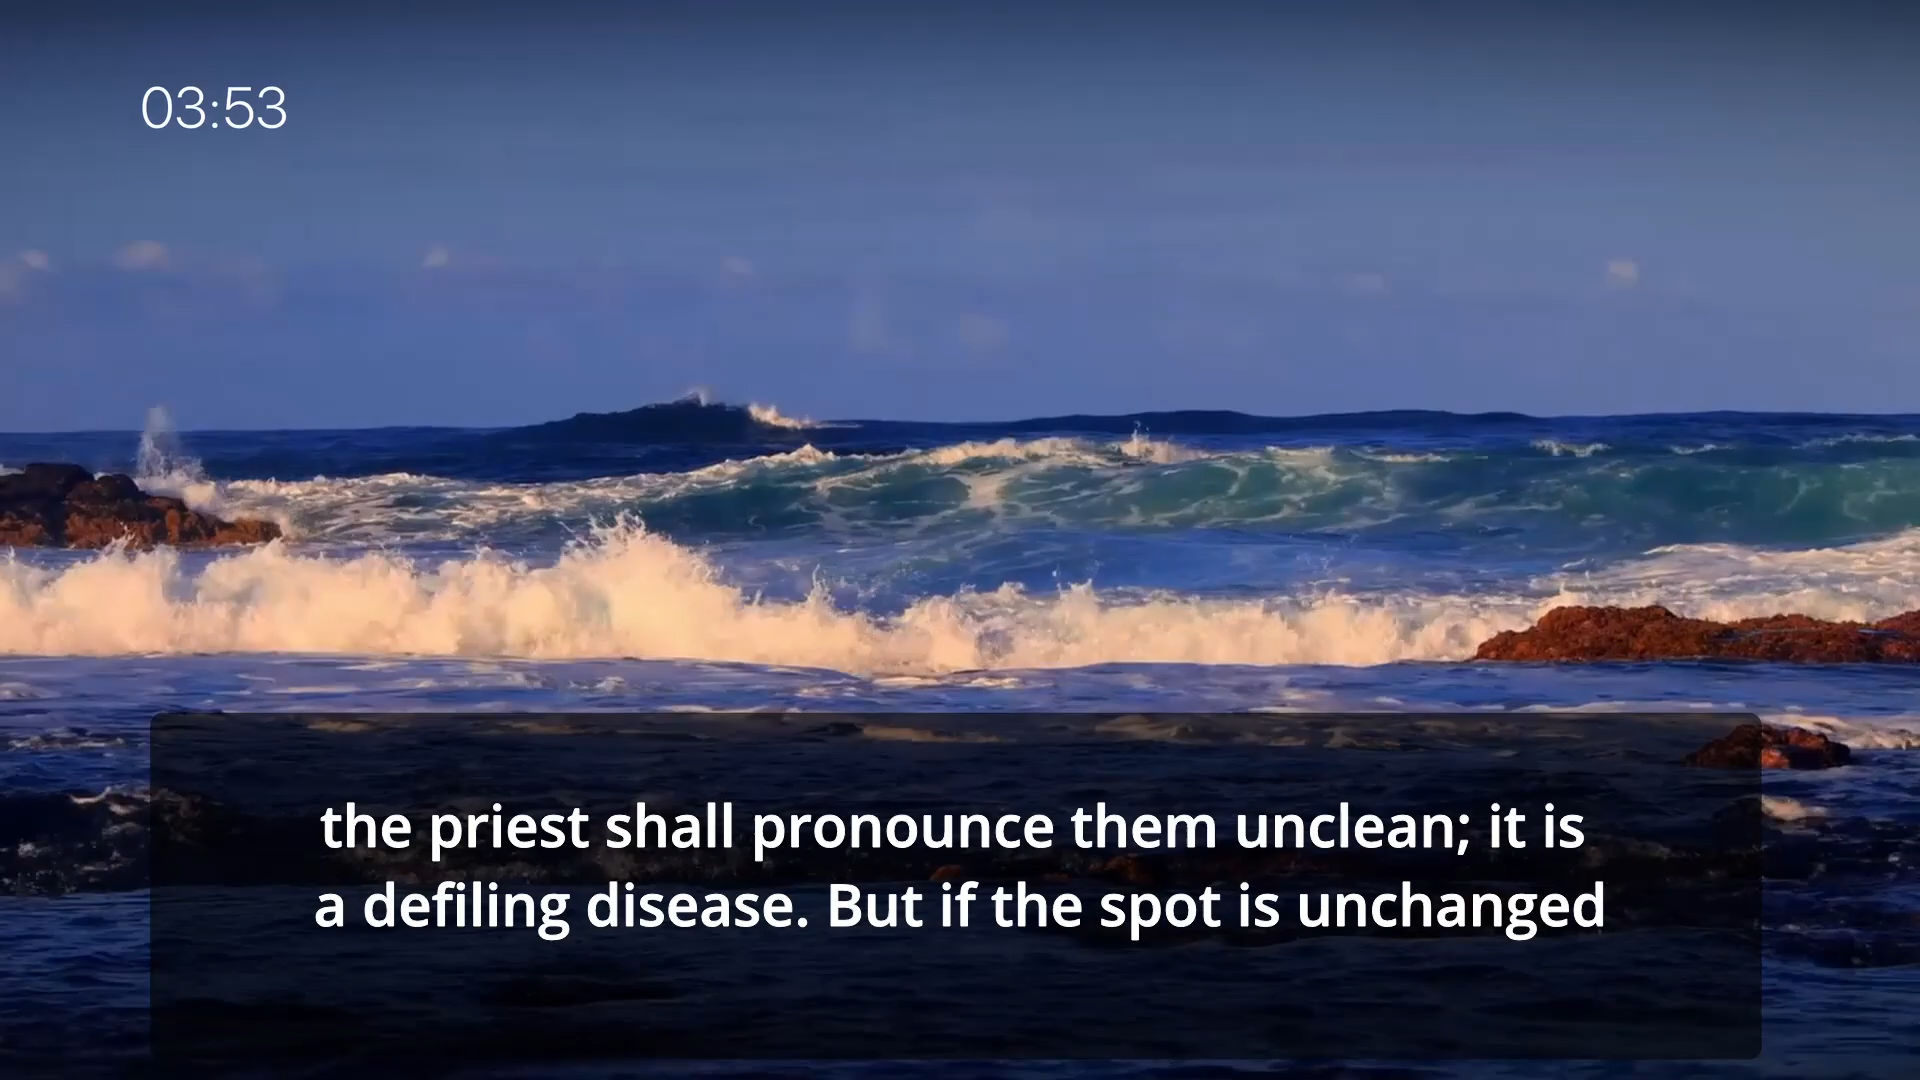 03:53
the priest shall pronounce them unclean; it is
a defiling disease. But if the spot is unchanged